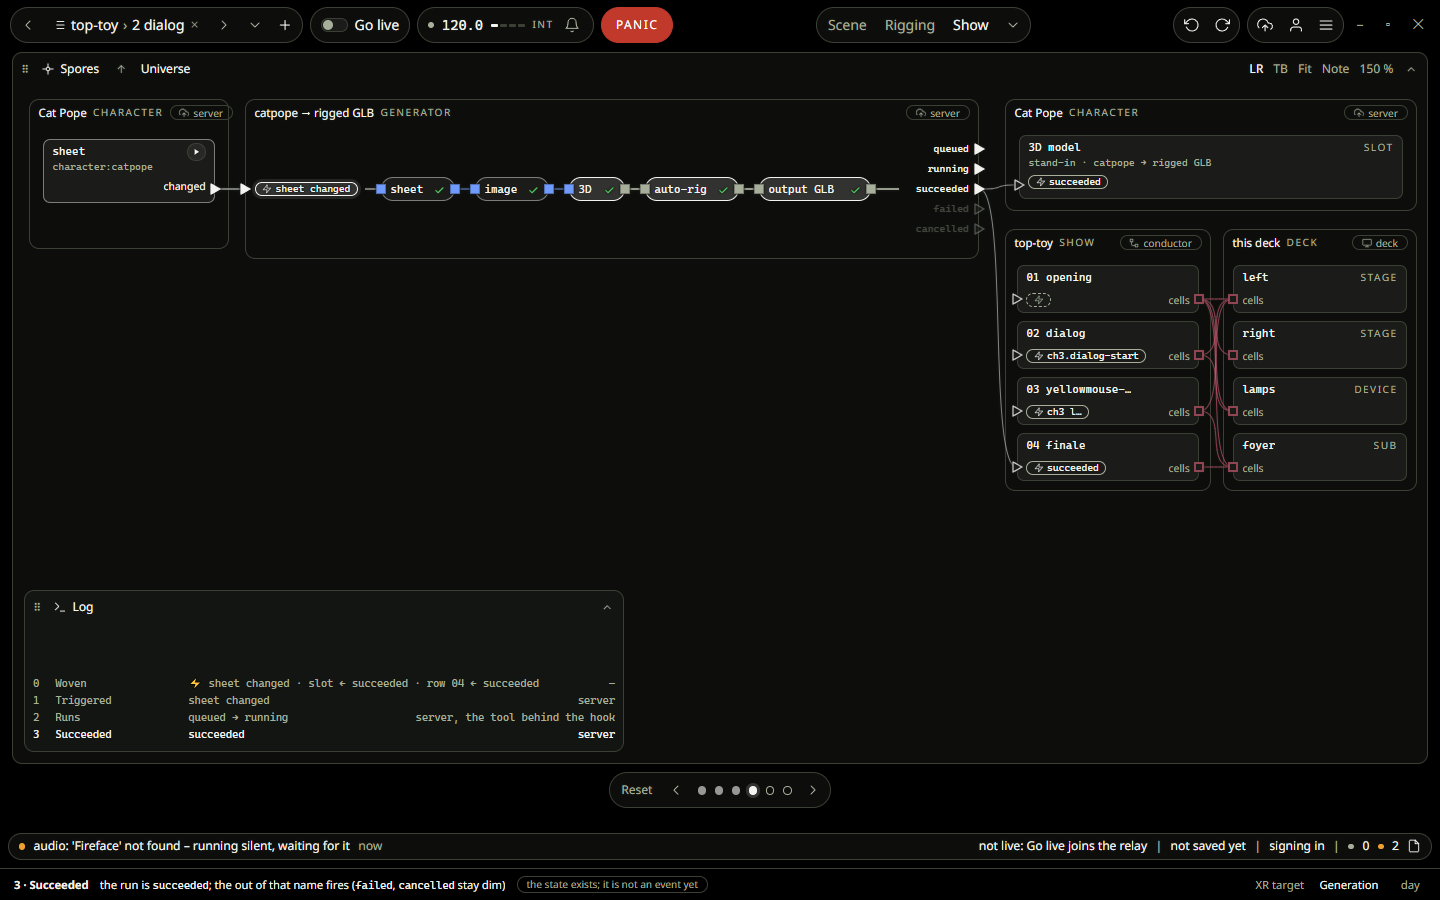 top-toy › 2 dialog ×
Go live
120.0 INT
PANIC
Scene Rigging Show
Spores ↑ Universe
LR TB Fit Note 150 %
Cat Pope CHARACTER server
sheet
character:catpope
changed
catpope → rigged GLB GENERATOR server
sheet changed
sheet ✓
image ✓
3D ✓
auto-rig ✓
output GLB ✓
queued
running
succeeded
failed
cancelled
Cat Pope CHARACTER server
3D model SLOT
stand-in · catpope → rigged GLB
succeeded
top-toy SHOW conductor
01 opening
cells
02 dialog
ch3.dialog-start cells
03 yellowmouse-…
ch3 l… cells
04 finale
succeeded cells
this deck DECK deck
left STAGE
cells
right STAGE
cells
lamps DEVICE
cells
foyer SUB
cells
Log
0 Woven ⚡ sheet changed · slot ← succeeded · row 04 ← succeeded –
1 Triggered sheet changed server
2 Runs queued → running server, the tool behind the hook
3 Succeeded succeeded server
Reset
audio: 'Fireface' not found – running silent, waiting for it now
not live: Go live joins the relay | not saved yet | signing in | 0 2
3 · Succeeded the run is succeeded; the out of that name fires (failed, cancelled stay dim) the state exists; it is not an event yet
XR target Generation day